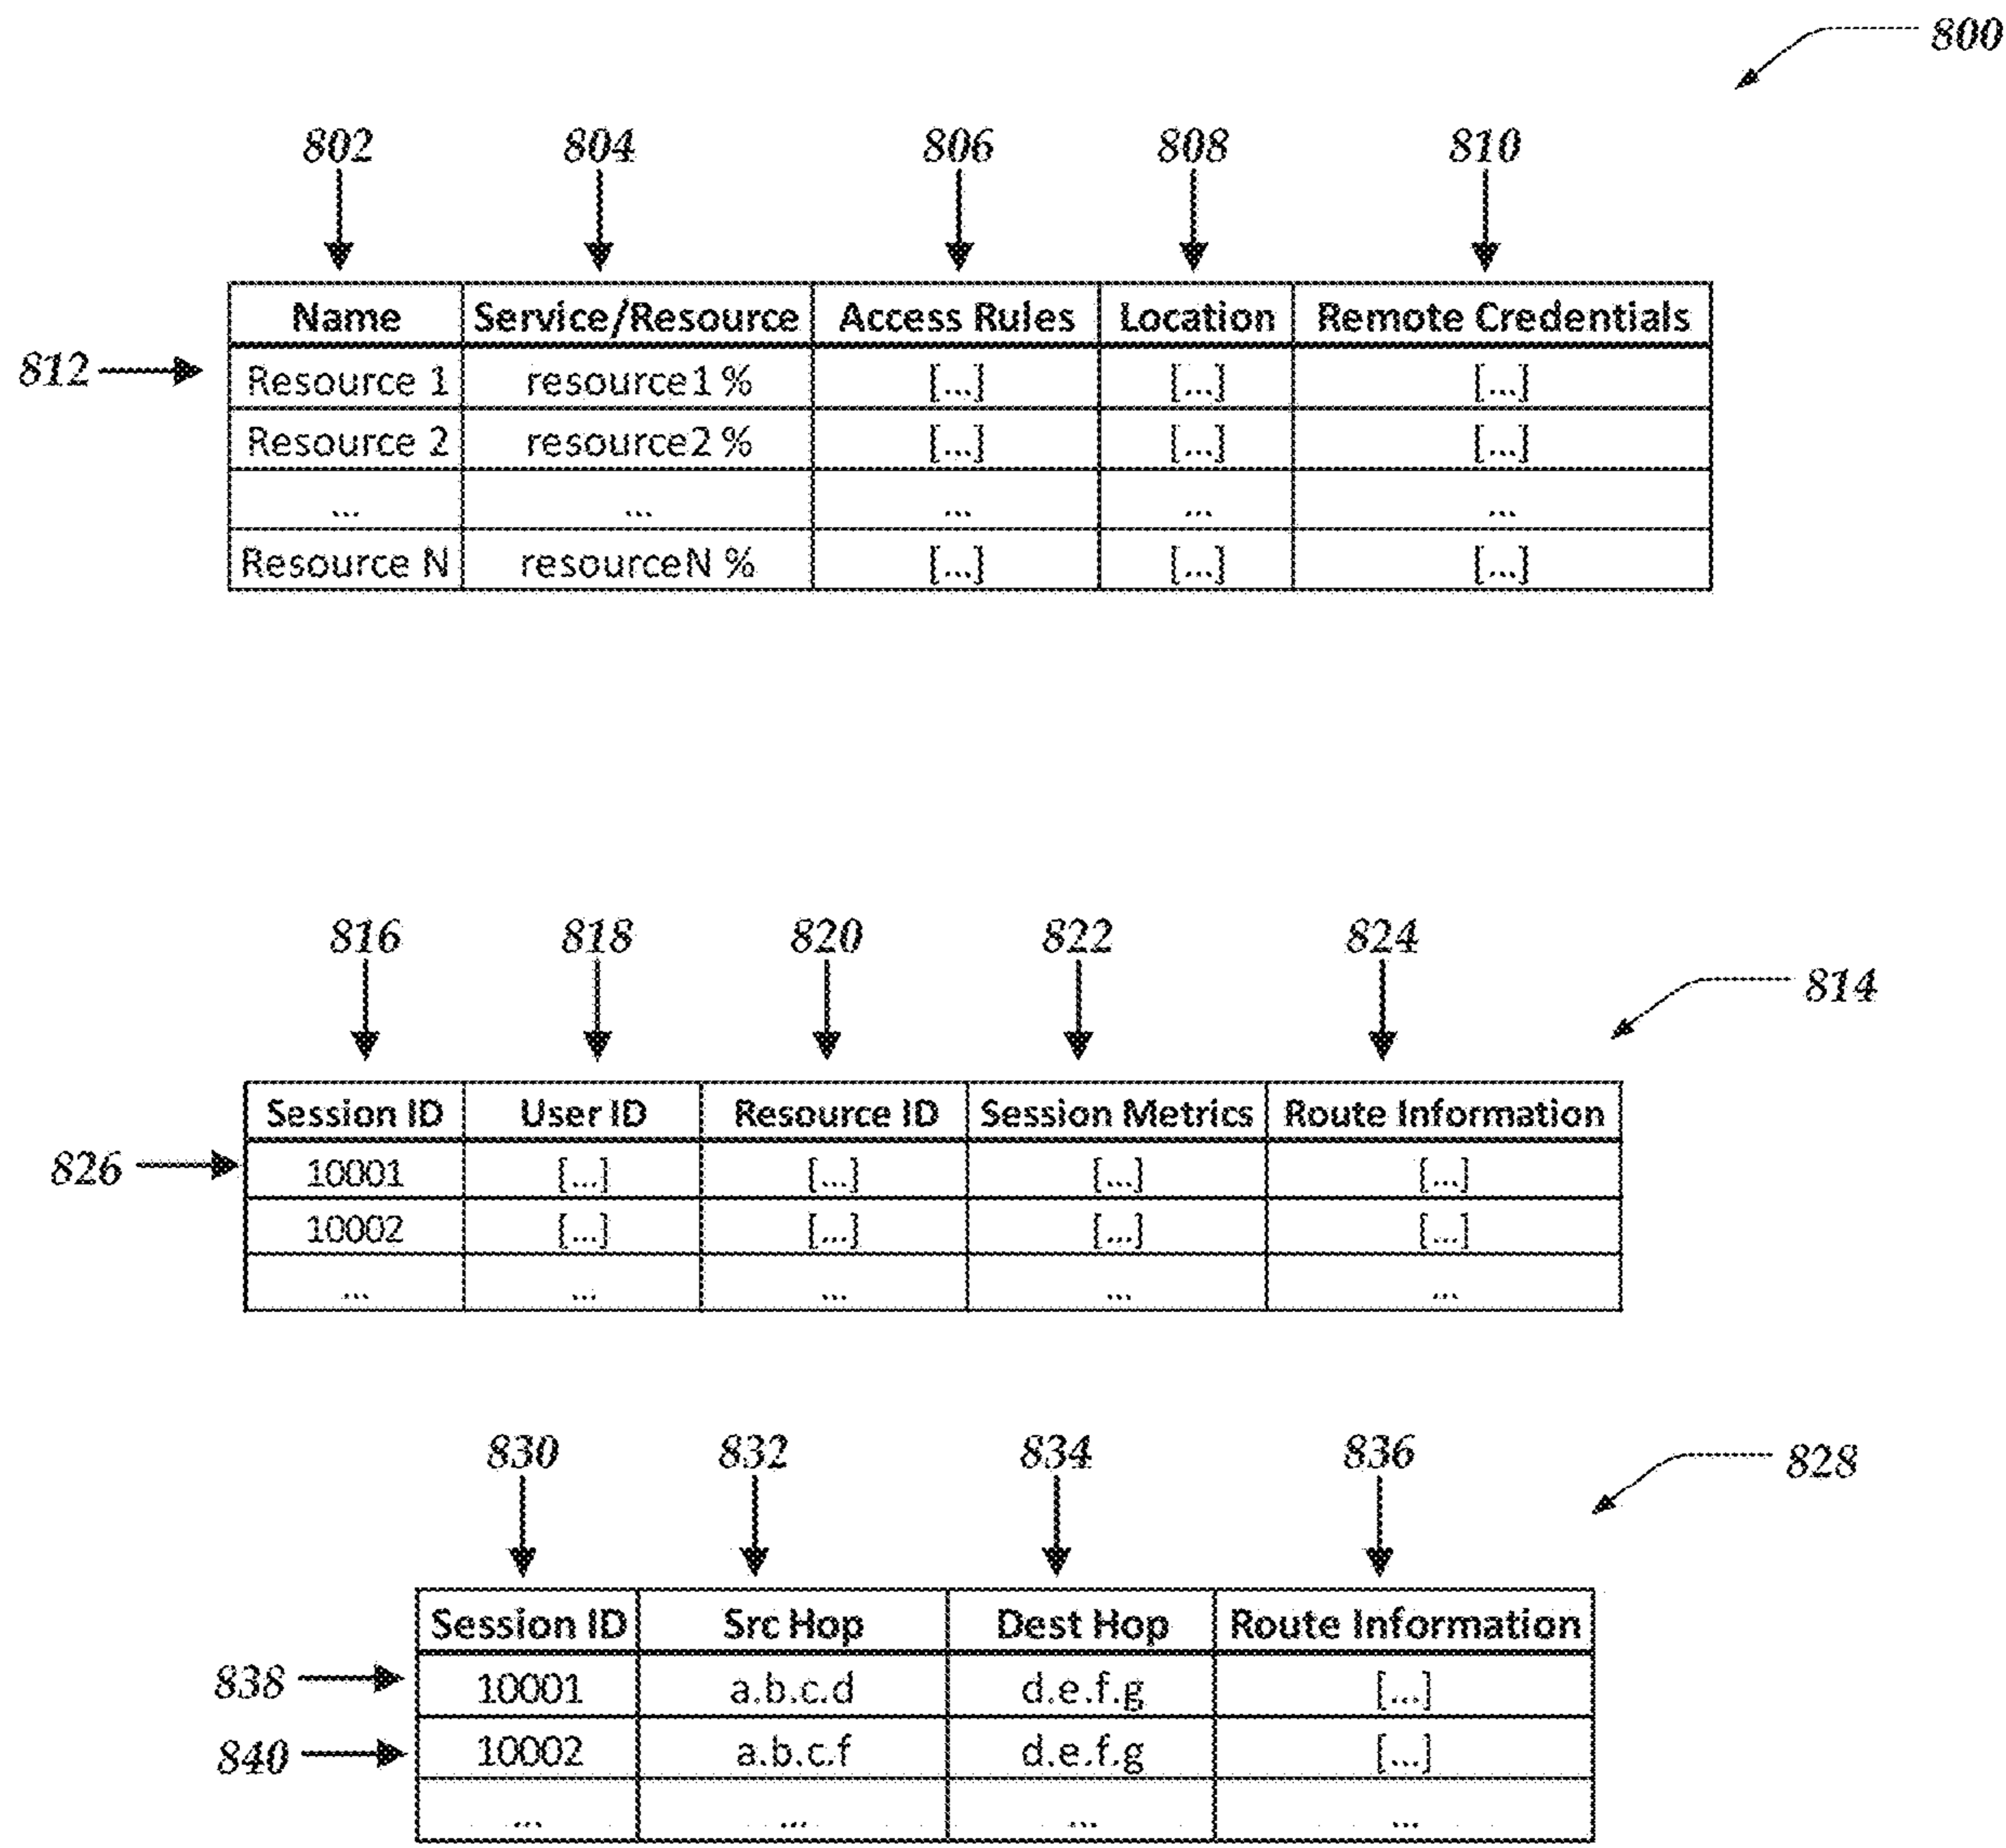 800
802 804 806 808 810
Name Service/Resource Access Rules Location Remote Credentials
812 Resource 1 resource1 % [...] [...] [...]
Resource 2 resource2 % [...] [...] [...]
... ... ... ... ...
Resource N resourceN % [...] [...] [...]
816 818 820 822 824
814
Session ID User ID Resource ID Session Metrics Route Information
826 10001 [...] [...] [...] [...]
10002 [...] [...] [...] [...]
... ... ... ... ...
830 832 834 836
828
Session ID Src Hop Dest Hop Route Information
838 10001 a.b.c.d d.e.f.g [...]
840 10002 a.b.c.f d.e.f.g [...]
... ... ... ...